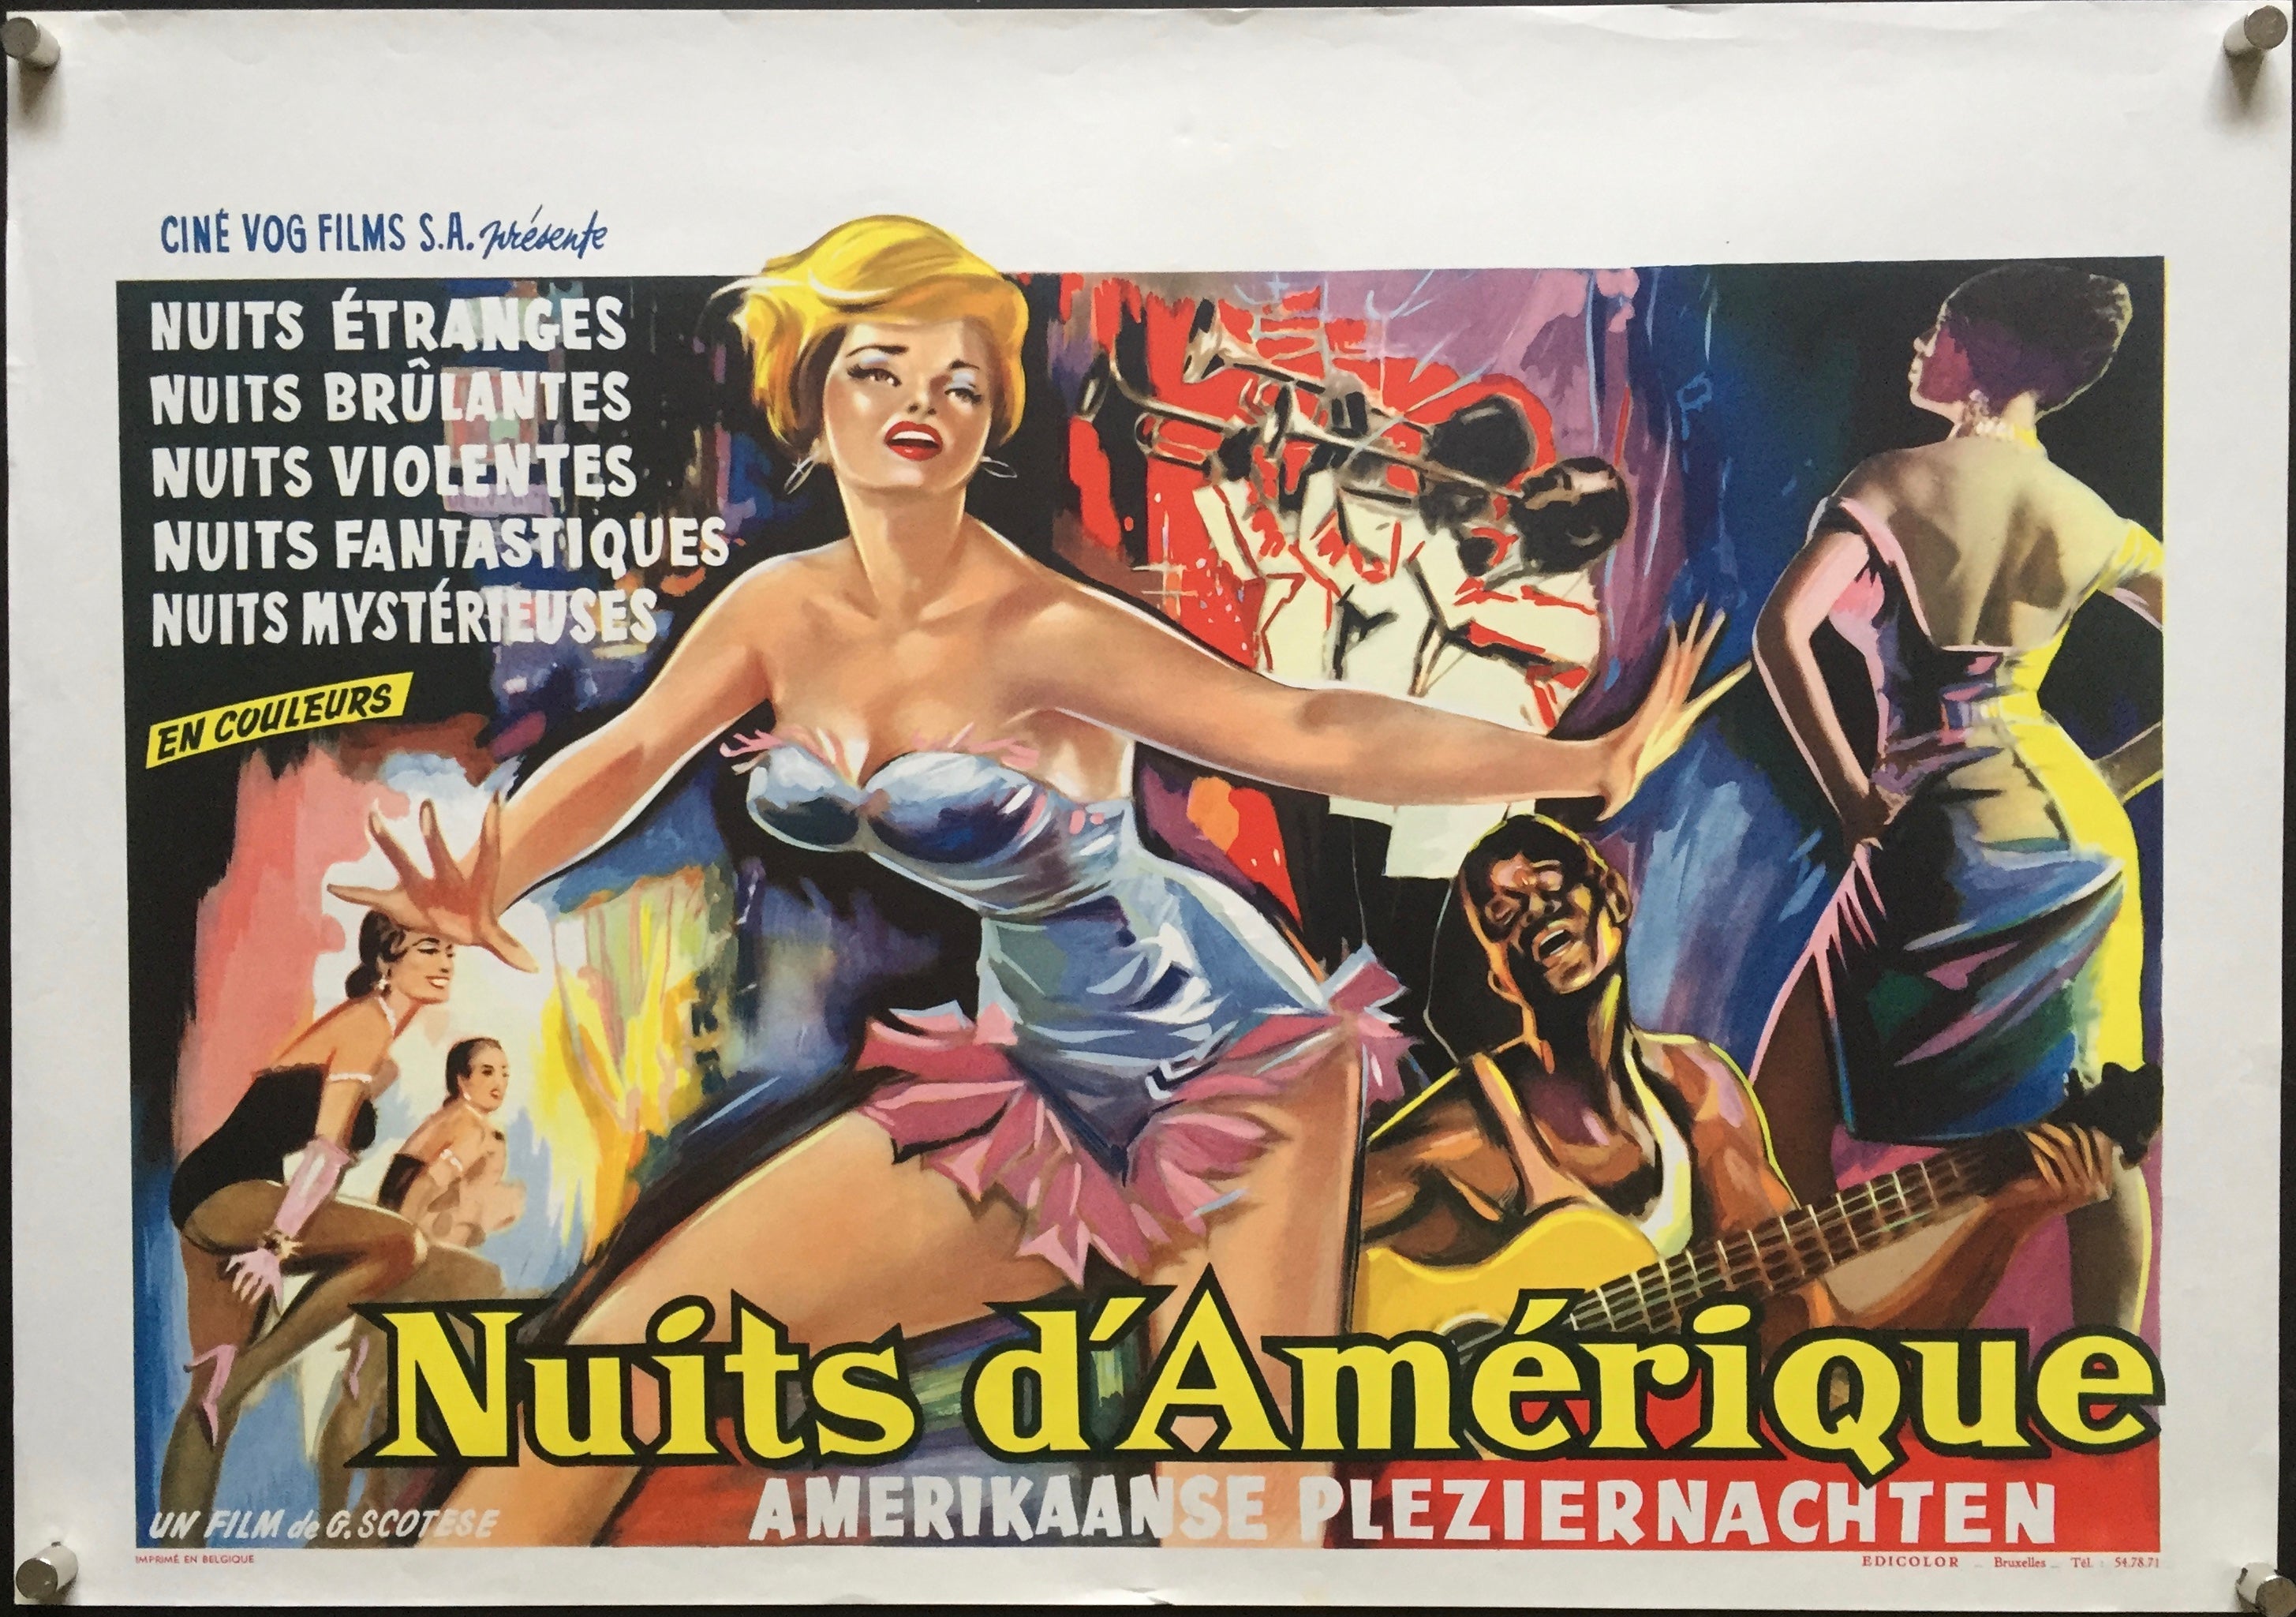 CINÉ VOG FILMS S.A. présente
NUITS ÉTRANGES
NUITS BRÛLANTES
NUITS VIOLENTES
NUITS FANTASTIQUES
NUITS MYSTÉRIEUSES
EN COULEURS
Nuits d'Amérique
AMERIKAANSE PLEZIERNACHTEN
UN FILM de G. SCOTESE
IMPRIMÉ EN BELGIQUE
EDICOLOR _ Bruxelles _ Tél. : 54.78.71